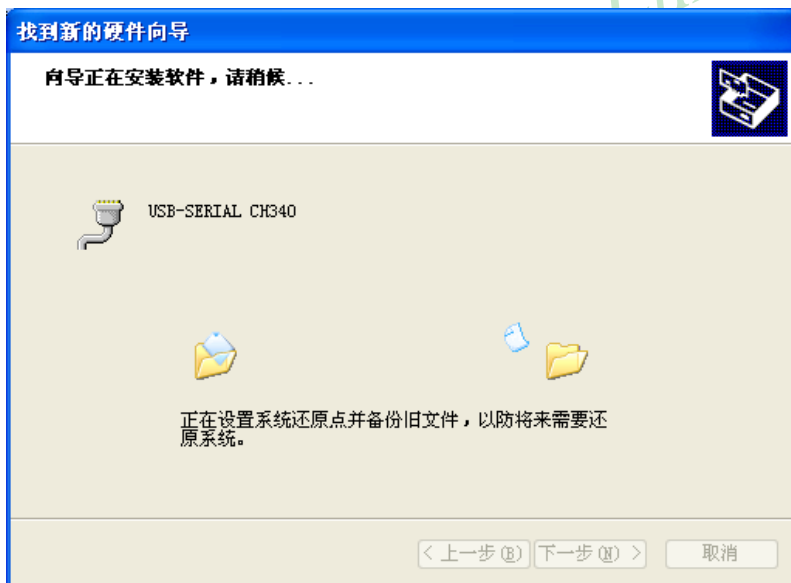 找到新的硬件向导
向导正在安装软件，请稍候...
USB-SERIAL CH340
正在设置系统还原点并备份旧文件，以防将来需要还
原系统。
< 上一步(B) 下一步(N) > 取消